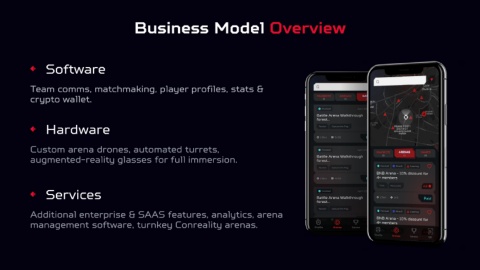 Business Model Overview
Software
Team comms, matchmaking, player profiles, stats &
crypto wallet.
Hardware
Custom arena drones, automated turrets,
augmented-reality glasses for full immersion.
Services
Additional enterprise & SAAS features, analytics, arena
management software, turnkey Conreality arenas.